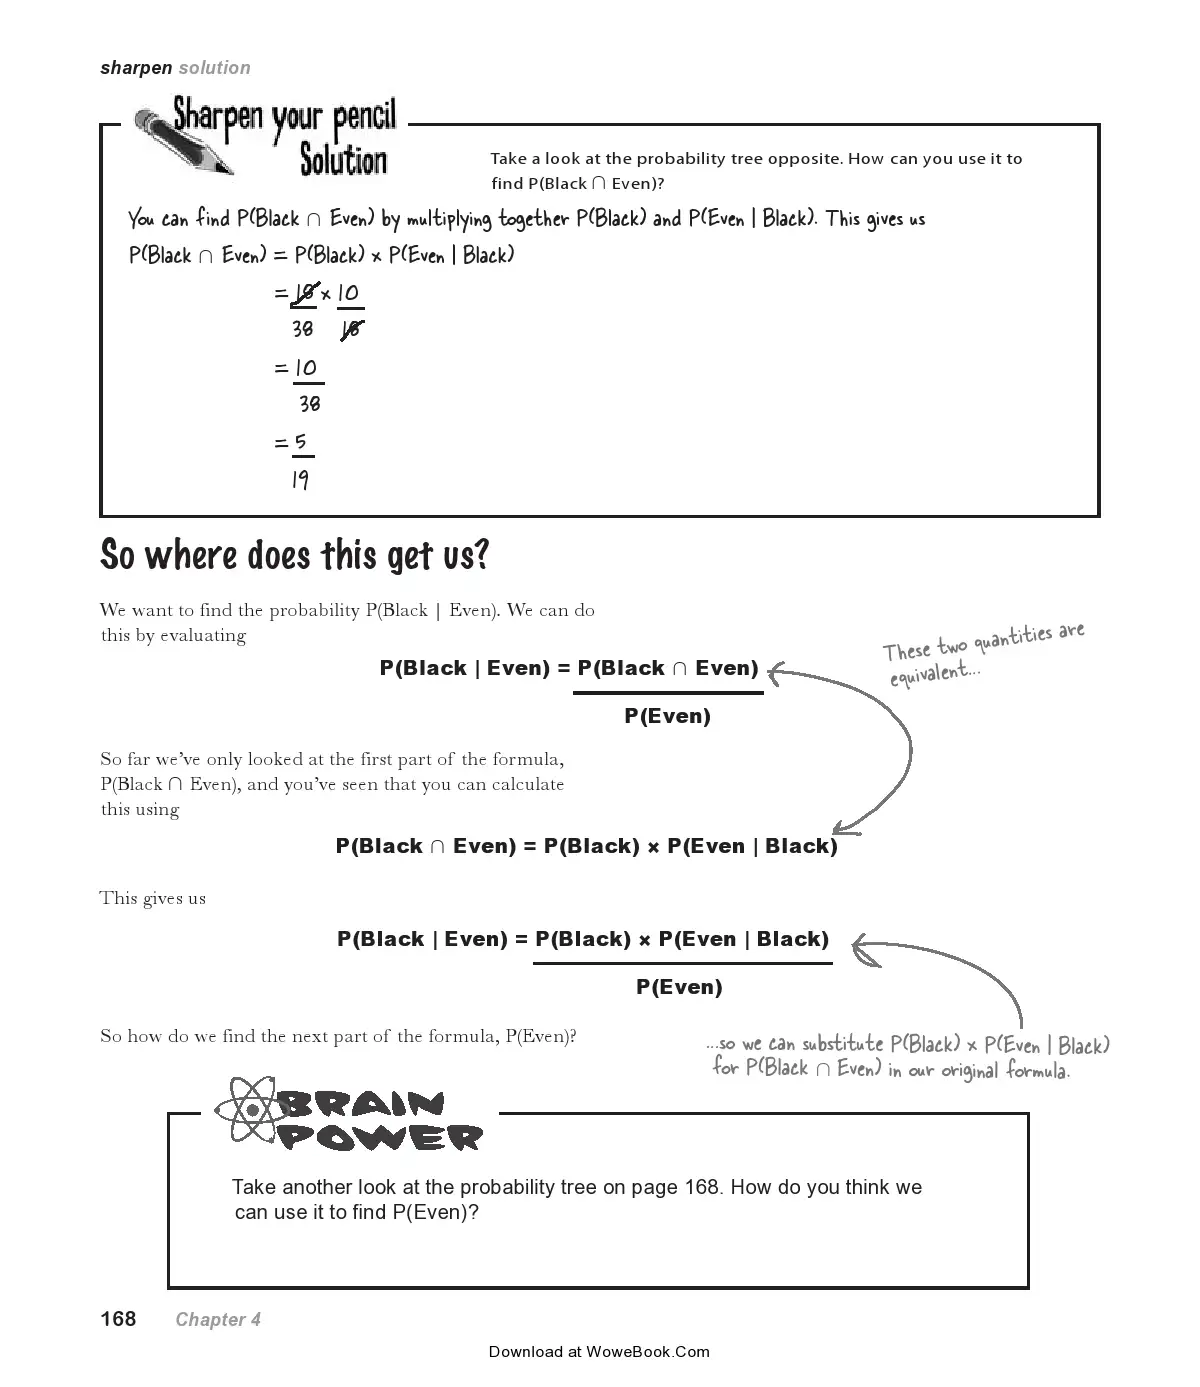 sharpen solution
Sharpen your pencil
Solution
Take a look at the probability tree opposite. How can you use it to
find P(Black ∩ Even)?
You can find P(Black ∩ Even) by multiplying together P(Black) and P(Even | Black). This gives us
P(Black ∩ Even) = P(Black) x P(Even | Black)
= 18 x 10
38 18
= 10
38
= 5
19
So where does this get us?
We want to find the probability P(Black | Even). We can do
this by evaluating
P(Black | Even) = P(Black ∩ Even)
P(Even)
These two quantities are
equivalent...
So far we've only looked at the first part of the formula,
P(Black ∩ Even), and you've seen that you can calculate
this using
P(Black ∩ Even) = P(Black) × P(Even | Black)
This gives us
P(Black | Even) = P(Black) × P(Even | Black)
P(Even)
So how do we find the next part of the formula, P(Even)?
...so we can substitute P(Black) x P(Even | Black)
for P(Black ∩ Even) in our original formula.
BRAIN
POWER
Take another look at the probability tree on page 168. How do you think we
can use it to find P(Even)?
168 Chapter 4
Download at WoweBook.Com